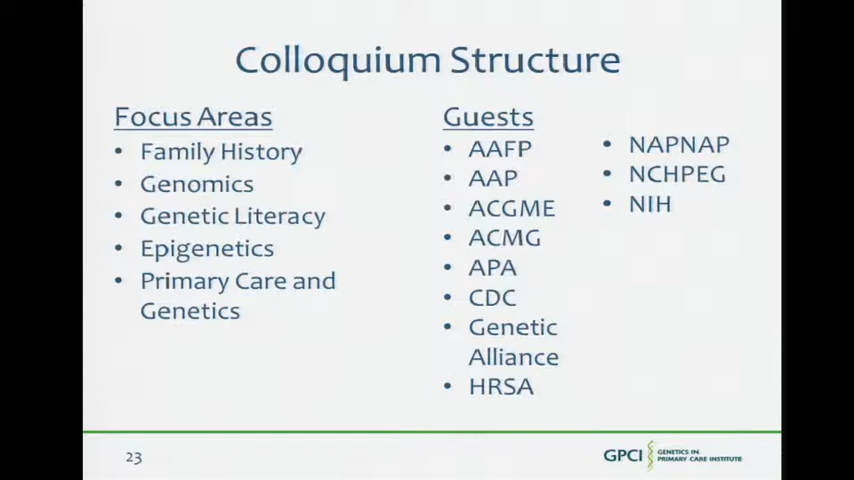 Colloquium Structure
Focus Areas
• Family History
• Genomics
• Genetic Literacy
• Epigenetics
• Primary Care and
Genetics
Guests
• AAFP
• AAP
• ACGME
• ACMG
• APA
• CDC
• Genetic
Alliance
• HRSA
• NAPNAP
• NCHPEG
• NIH
23
GPCI
GENETICS IN
PRIMARY CARE INSTITUTE